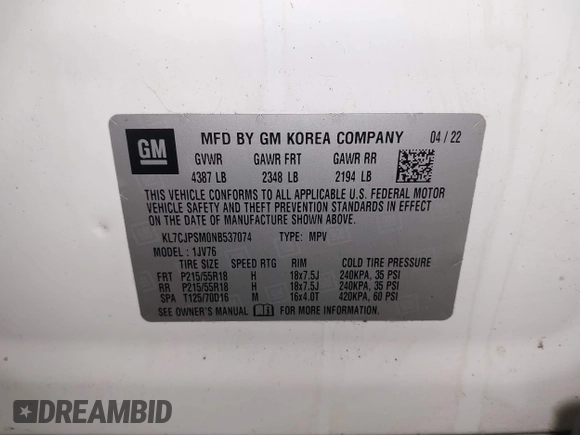 GM
MFD BY GM KOREA COMPANY 04 / 22
GVWR GAWR FRT GAWR RR
4387 LB 2348 LB 2194 LB
THIS VEHICLE CONFORMS TO ALL APPLICABLE U.S. FEDERAL MOTOR
VEHICLE SAFETY AND THEFT PREVENTION STANDARDS IN EFFECT ON
THE DATE OF MANUFACTURE SHOWN ABOVE.
KL7CJPSM0NB537074 TYPE: MPV
MODEL : 1JV76
TIRE SIZE SPEED RTG RIM COLD TIRE PRESSURE
FRT P215/55R18 H 18x7.5J 240KPA, 35 PSI
RR P215/55R18 H 18x7.5J 240KPA, 35 PSI
SPA T125/70D16 M 16x4.0T 420KPA, 60 PSI
SEE OWNER'S MANUAL FOR MORE INFORMATION.
DREAMBID